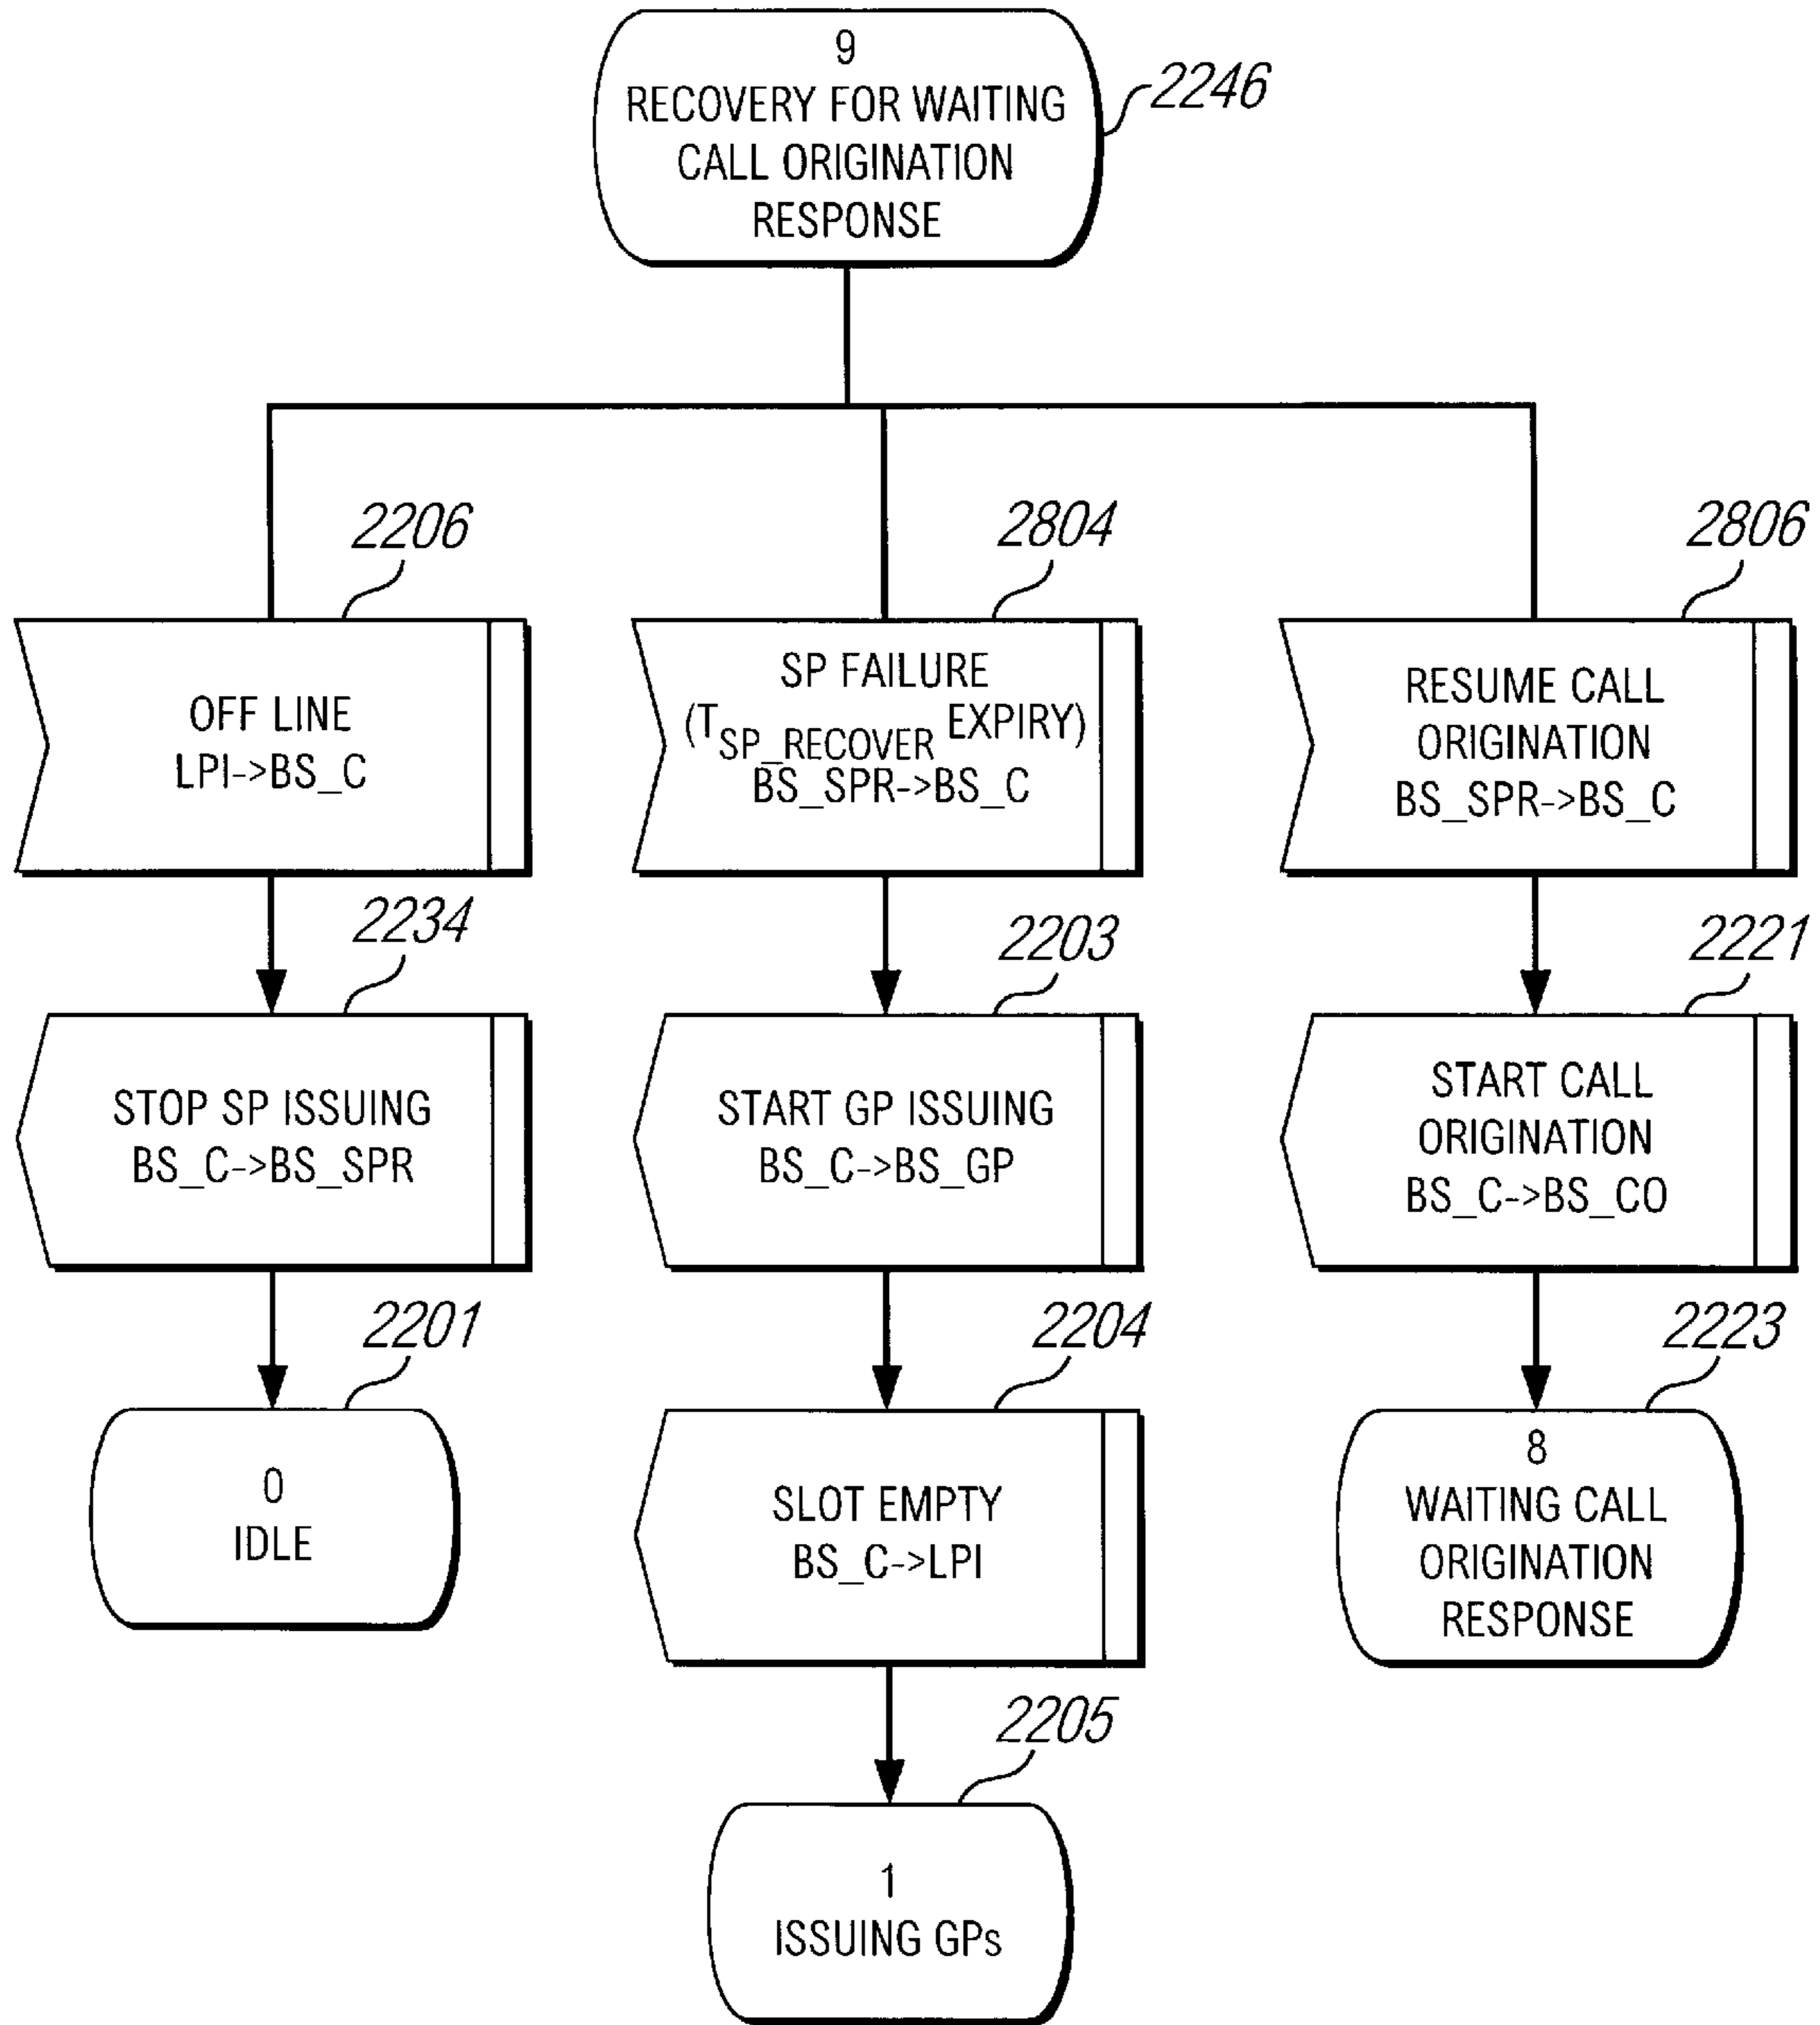 9
RECOVERY FOR WAITING
CALL ORIGINATION
RESPONSE
2246
2206
OFF LINE
LPI->BS_C
2804
SP FAILURE
(T SP_RECOVER EXPIRY)
BS_SPR->BS_C
2806
RESUME CALL
ORIGINATION
BS_SPR->BS_C
2234
STOP SP ISSUING
BS_C->BS_SPR
2203
START GP ISSUING
BS_C->BS_GP
2221
START CALL
ORIGINATION
BS_C->BS_CO
2201
0
IDLE
2204
SLOT EMPTY
BS_C->LPI
2223
8
WAITING CALL
ORIGINATION
RESPONSE
2205
1
ISSUING GPs